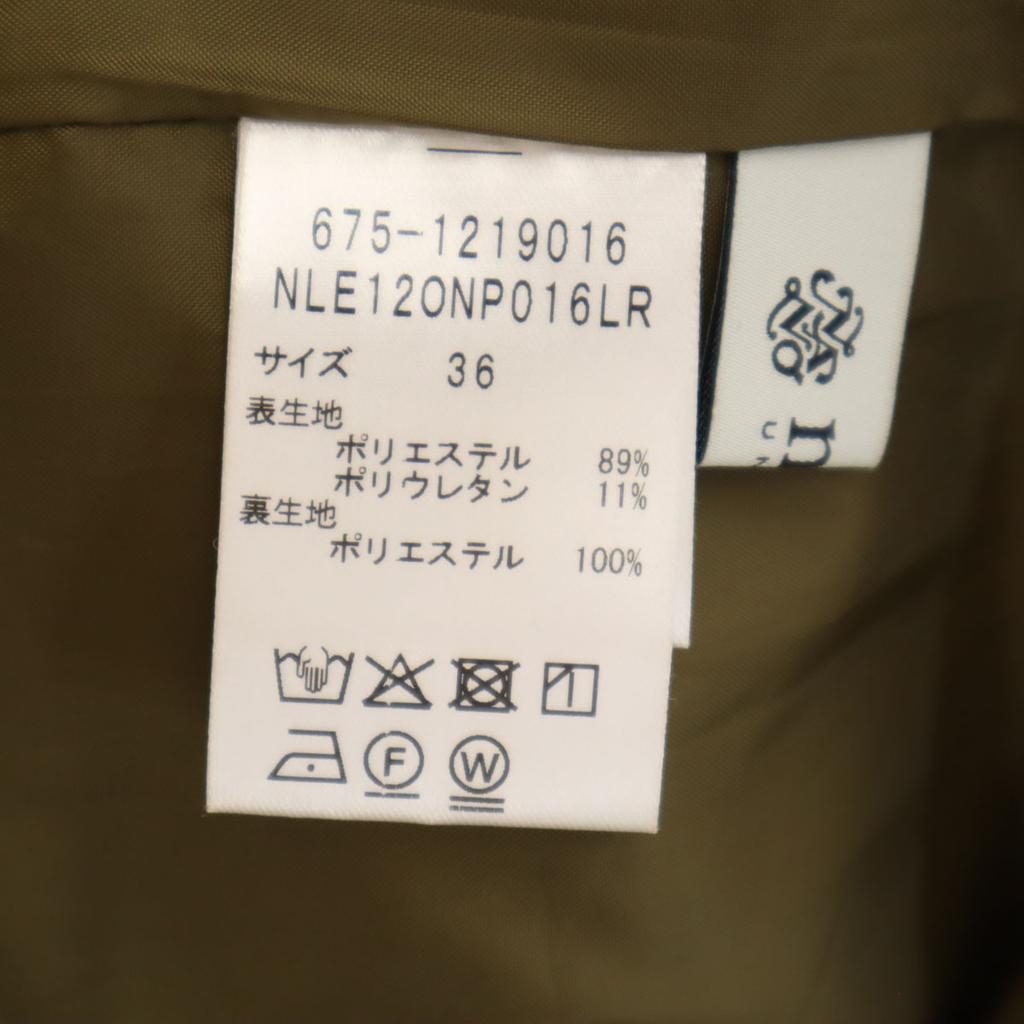 675-1219016
NLE120NP016LR
サイズ 36
表生地
ポリエステル 89%
ポリウレタン 11%
裏生地
ポリエステル 100%
F
W
n